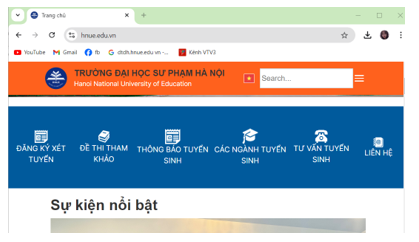 Trang chủ
hnue.edu.vn
YouTube
Gmail
fb
dtdh.hnue.edu.vn -...
Kênh VTV3
TRƯỜNG ĐẠI HỌC SƯ PHẠM HÀ NỘI
Hanoi National University of Education
Search...
ĐĂNG KÝ XÉT
TUYỂN
ĐỀ THI THAM
KHẢO
THÔNG BÁO TUYỂN
SINH
CÁC NGÀNH TUYỂN
SINH
TƯ VẤN TUYỂN
SINH
LIÊN HỆ
Sự kiện nổi bật